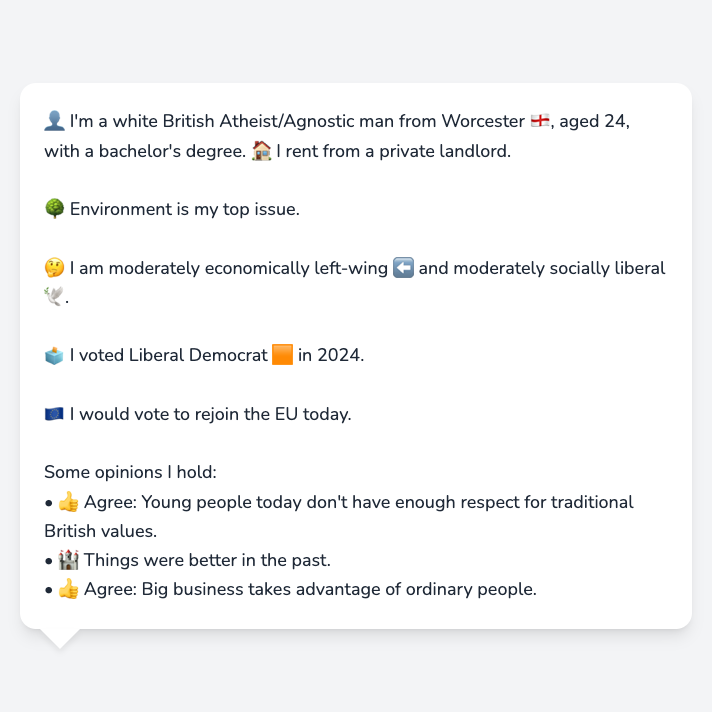 👤 I'm a white British Atheist/Agnostic man from Worcester 🏴󠁧󠁢󠁥󠁮󠁧󠁿, aged 24,
with a bachelor's degree. 🏠 I rent from a private landlord.
🌳 Environment is my top issue.
🤔 I am moderately economically left-wing ⬅️ and moderately socially liberal
🕊️.
🗳️ I voted Liberal Democrat 🟧 in 2024.
🇪🇺 I would vote to rejoin the EU today.
Some opinions I hold:
• 👍 Agree: Young people today don't have enough respect for traditional
British values.
• 🏰 Things were better in the past.
• 👍 Agree: Big business takes advantage of ordinary people.